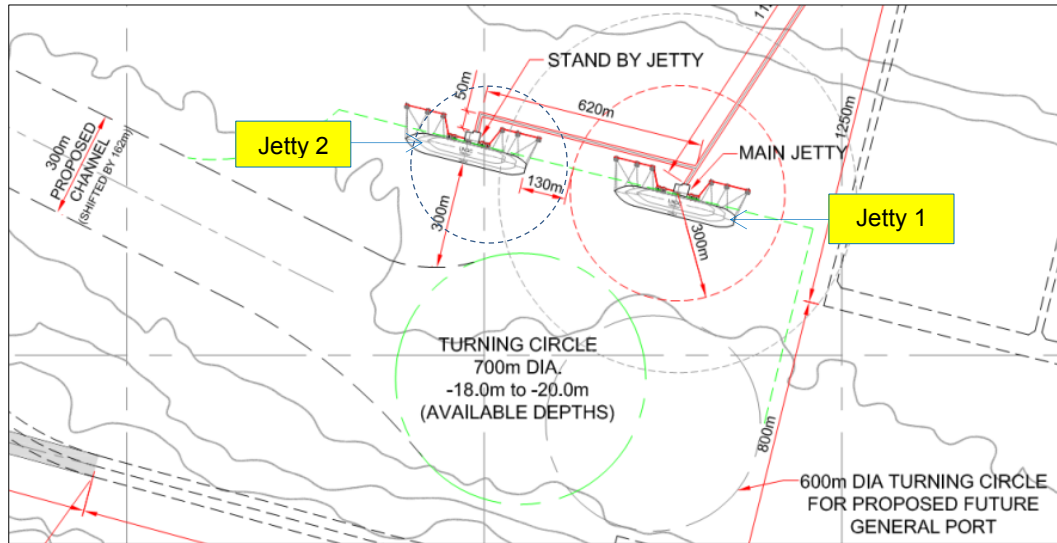 STAND BY JETTY
50m
620m
11
1250m
300m
PROPOSED
CHANNEL
(SHIFTED BY 162m)
Jetty 2
MAIN JETTY
130m
300m
Jetty 1
300m
TURNING CIRCLE
700m DIA.
-18.0m to -20.0m
(AVAILABLE DEPTHS)
800m
600m DIA TURNING CIRCLE
FOR PROPOSED FUTURE
GENERAL PORT